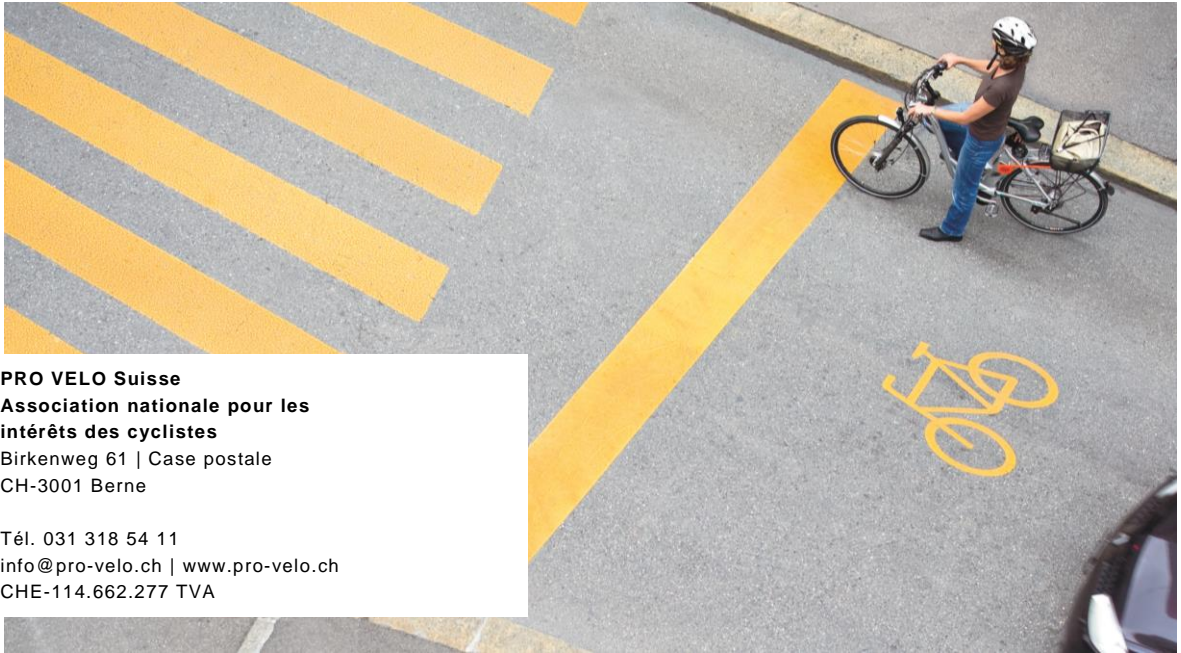 PRO VELO Suisse
Association nationale pour les
intérêts des cyclistes
Birkenweg 61 | Case postale
CH-3001 Berne
Tél. 031 318 54 11
info@pro-velo.ch | www.pro-velo.ch
CHE-114.662.277 TVA